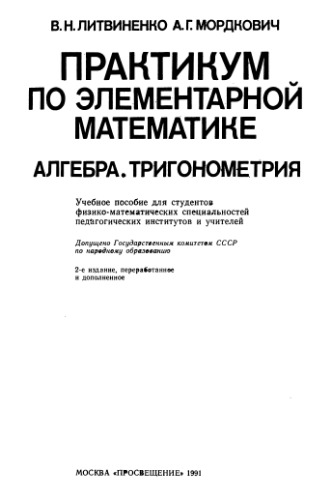 В. Н. ЛИТВИНЕНКО А. Г. МОРДКОВИЧ
ПРАКТИКУМ
ПО ЭЛЕМЕНТАРНОЙ
МАТЕМАТИКЕ
АЛГЕБРА. ТРИГОНОМЕТРИЯ
Учебное пособие для студентов
физико-математических специальностей
педагогических институтов и учителей
Допущено Государственным комитетом СССР
по народному образованию
2-е издание, переработанное
и дополненное
МОСКВА «ПРОСВЕЩЕНИЕ» 1991